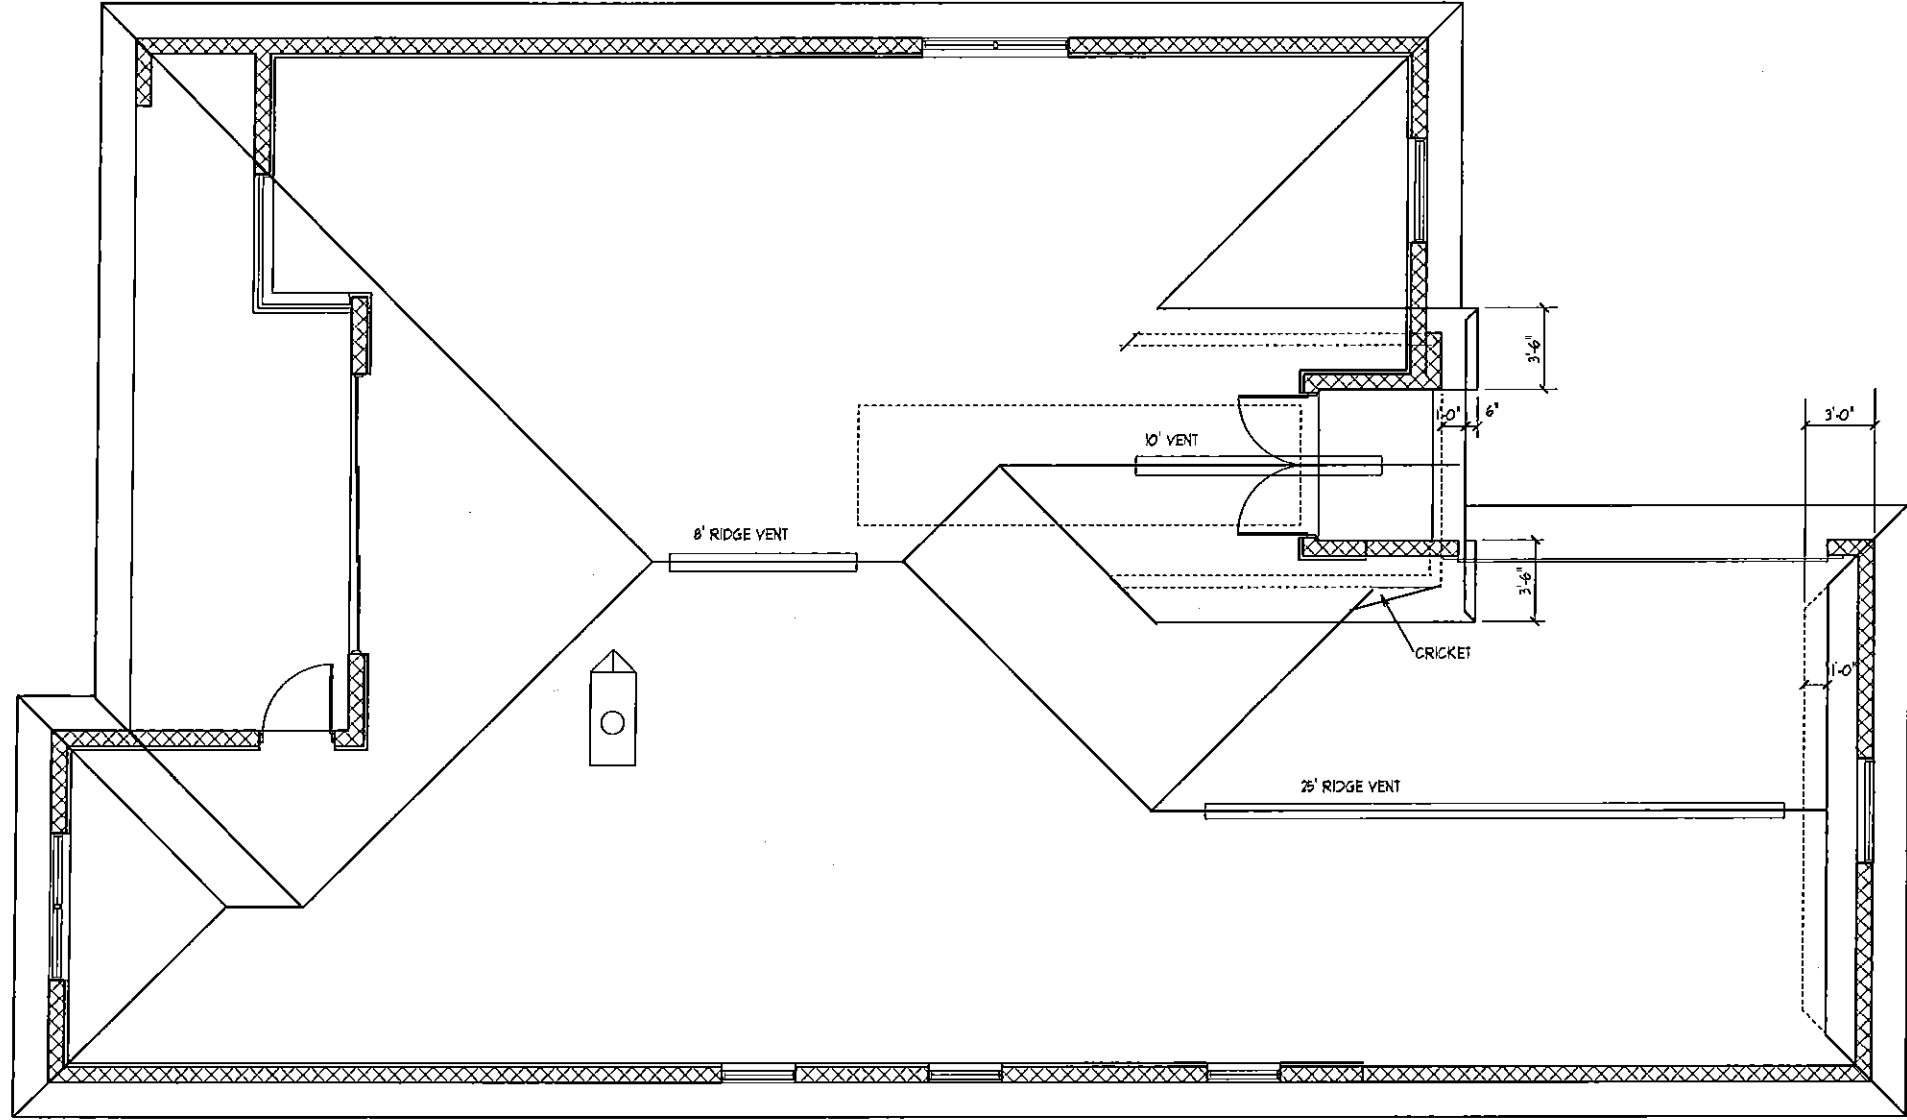 3'-6"
1'-0"
6"
3'-0"
10' VENT
8' RIDGE VENT
3'-6"
CRICKET
1'-0"
25' RIDGE VENT